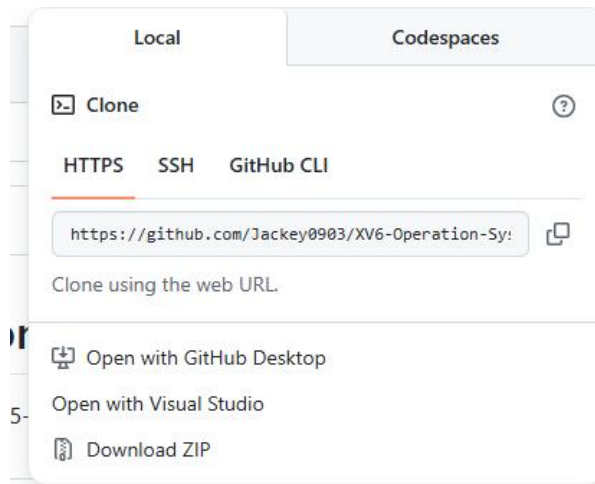 Local Codespaces
Clone
HTTPS SSH GitHub CLI
https://github.com/Jackey0903/XV6-Operation-Sy
Clone using the web URL.
Open with GitHub Desktop
5-
Open with Visual Studio
Download ZIP